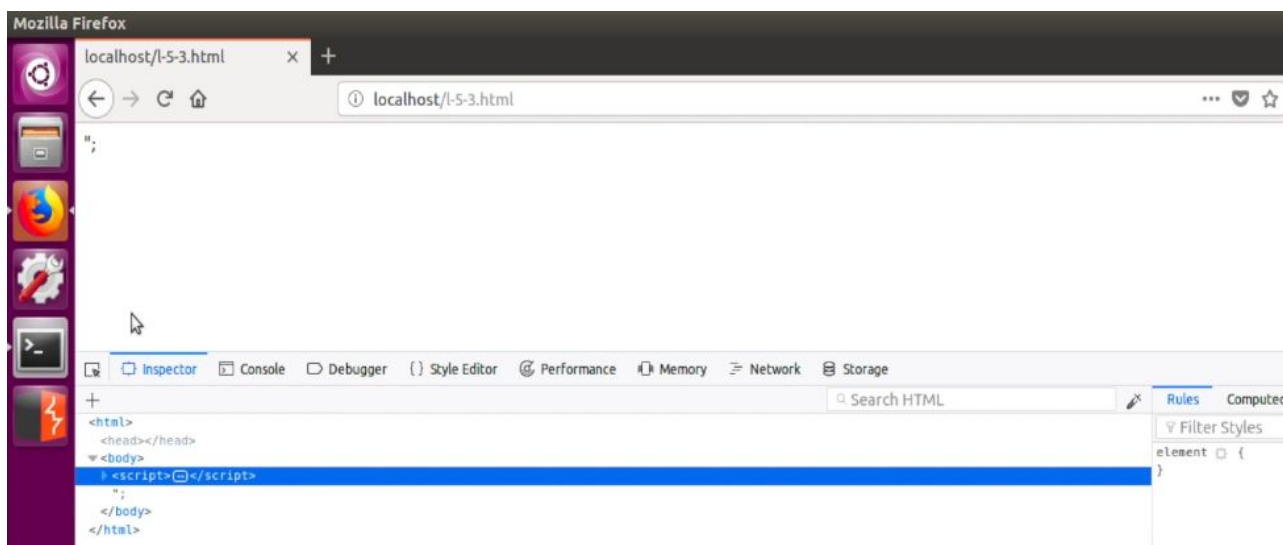 Mozilla Firefox
localhost/l-5-3.html × +
localhost/l-5-3.html
";
Inspector Console Debugger {} Style Editor Performance Memory Network Storage
+ Search HTML Rules Computed
Filter Styles
<html>
<head></head>
<body>
<script></script>
";
</body>
</html>
element {
}